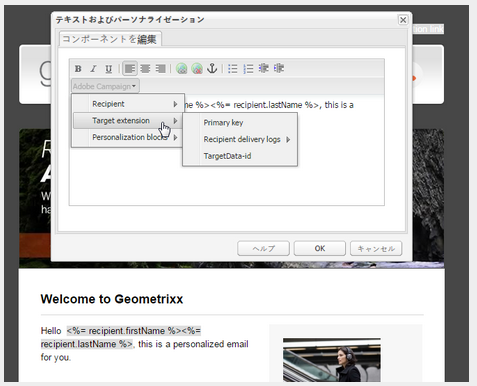 テキストおよびパーソナライゼーション
ion link
コンポーネントを編集
B I U
Adobe Campaign
me %><%= recipient.lastName %>, this is a
Recipient
Target extension
Personalization blocks
Primary key
Recipient delivery logs
TargetData-id
ヘルプ OK キャンセル
Welcome to Geometrixx
Hello <%= recipient.firstName %><%=
recipient.lastName %>, this is a personalized email
for you.